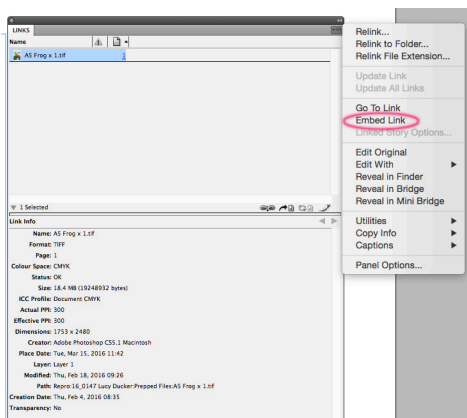 LINKS
Name
A5 Frog x 1.tif 1
1 Selected
Link Info
Name: A5 Frog x 1.tif
Format: TIFF
Page: 1
Colour Space: CMYK
Status: OK
Size: 18.4 MB (19248932 bytes)
ICC Profile: Document CMYK
Actual PPI: 300
Effective PPI: 300
Dimensions: 1753 x 2480
Creator: Adobe Photoshop CS5.1 Macintosh
Place Date: Tue, Mar 15, 2016 11:42
Layer: Layer 1
Modified: Thu, Feb 18, 2016 09:26
Path: Repro:16_0147 Lucy Ducker:Prepped Files:A5 Frog x 1.tif
Creation Date: Thu, Feb 4, 2016 08:35
Transparency: No
Relink...
Relink to Folder...
Relink File Extension...
Update Link
Update All Links
Go To Link
Embed Link
Linked Story Options...
Edit Original
Edit With
Reveal in Finder
Reveal in Bridge
Reveal in Mini Bridge
Utilities
Copy Info
Captions
Panel Options...